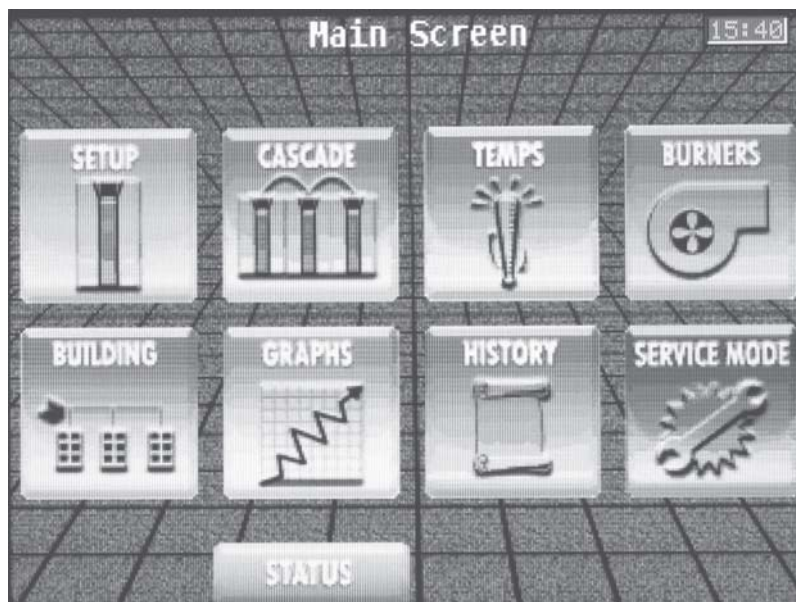 Main Screen 15:40
SETUP CASCADE TEMPS BURNERS
BUILDING GRAPHS HISTORY SERVICE MODE
STATUS